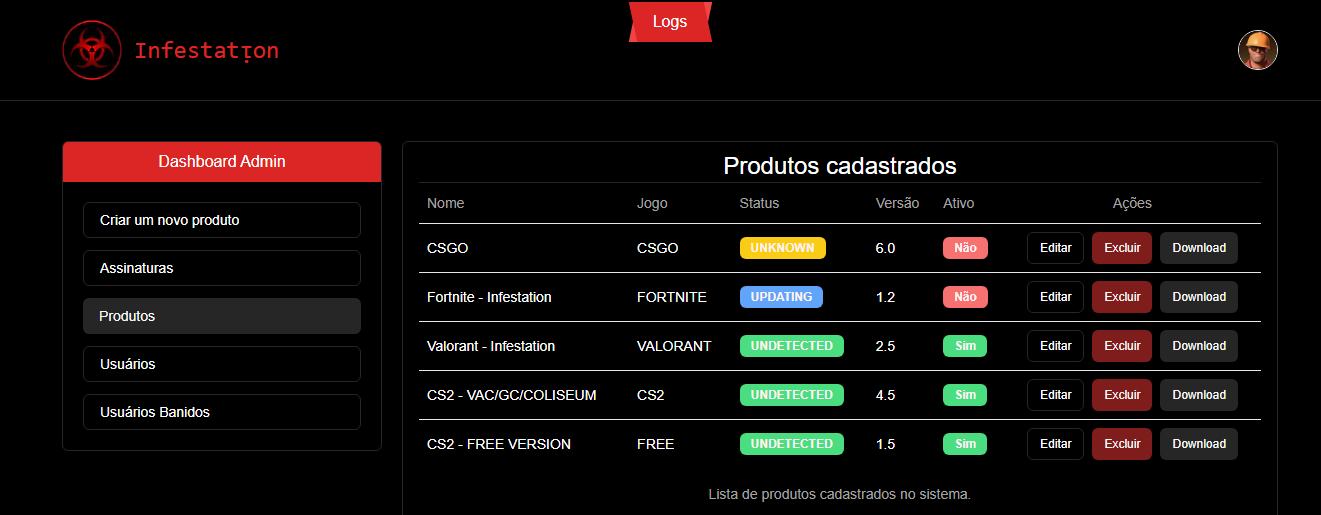 Logs
Infestatịon
Dashboard Admin
Criar um novo produto
Assinaturas
Produtos
Usuários
Usuários Banidos
Produtos cadastrados
Nome Jogo Status Versão Ativo Ações
CSGO CSGO UNKNOWN 6.0 Não Editar Excluir Download
Fortnite - Infestation FORTNITE UPDATING 1.2 Não Editar Excluir Download
Valorant - Infestation VALORANT UNDETECTED 2.5 Sim Editar Excluir Download
CS2 - VAC/GC/COLISEUM CS2 UNDETECTED 4.5 Sim Editar Excluir Download
CS2 - FREE VERSION FREE UNDETECTED 1.5 Sim Editar Excluir Download
Lista de produtos cadastrados no sistema.